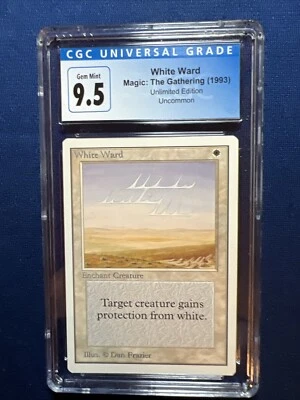 CGC UNIVERSAL GRADE
Gem Mint
9.5
White Ward
Magic: The Gathering (1993)
Unlimited Edition
Uncommon
White Ward
Enchant Creature
Target creature gains
protection from white.
Illus. © Dan Frazier